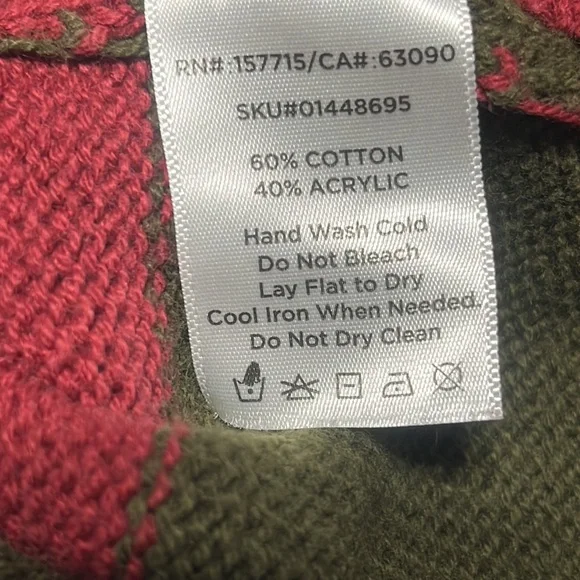 RN#:157715/CA#:63090
SKU#01448695
60% COTTON
40% ACRYLIC
Hand Wash Cold
Do Not Bleach
Lay Flat to Dry
Cool Iron When Needed.
Do Not Dry Clean